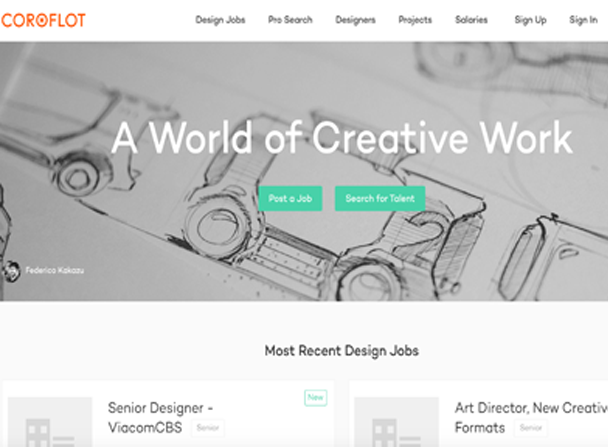 COROFLOT Design Jobs Pro Search Designers Projects Salaries Sign Up Sign In
A World of Creative Work
Post a Job Search for Talent
Federico Kakazu
Most Recent Design Jobs
New
Senior Designer -
ViacomCBS Senior
Art Director, New Creative
Formats Senior